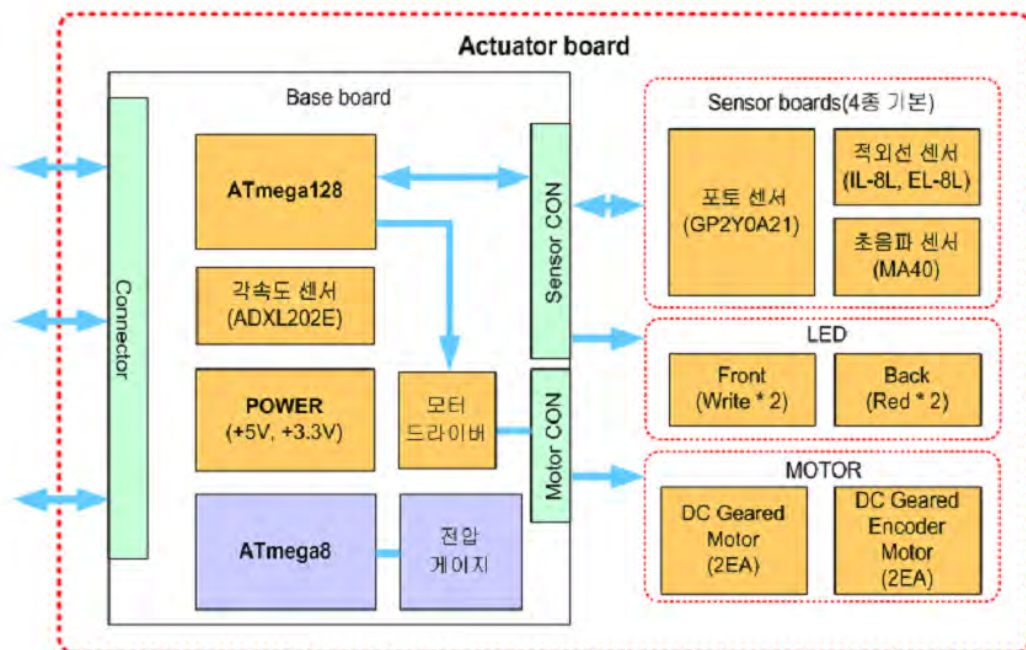 Actuator board
Base board
Connector
ATmega128
각속도 센서
(ADXL202E)
POWER
(+5V, +3.3V)
모터
드라이버
ATmega8
전압
게이지
Sensor CON
Motor CON
Sensor boards(4종 기본)
포토 센서
(GP2Y0A21)
적외선 센서
(IL-8L, EL-8L)
초음파 센서
(MA40)
LED
Front
(Write * 2)
Back
(Red * 2)
MOTOR
DC Geared
Motor
(2EA)
DC Geared
Encoder
Motor
(2EA)